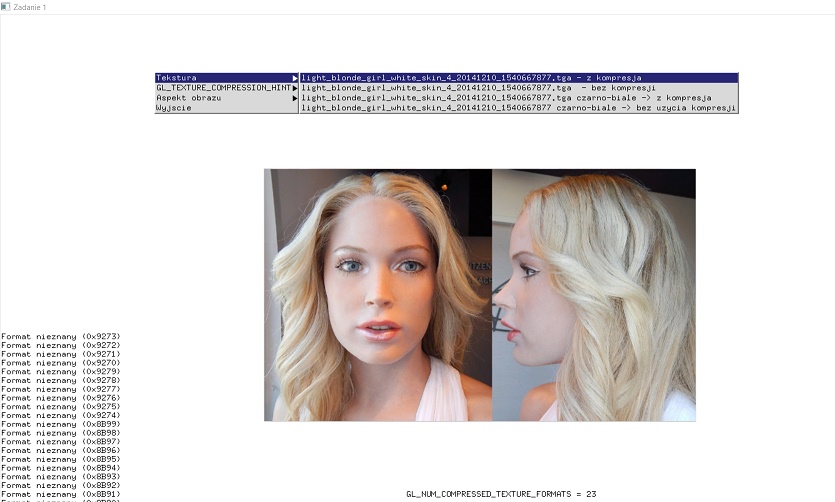 Zadanie 1
Tekstura
light_blonde_girl_white_skin_4_20141210_1540667877.tga - z kompresja
GL_TEXTURE_COMPRESSION_HINT
light_blonde_girl_white_skin_4_20141210_1540667877.tga - bez kompresji
Aspekt obrazu
light_blonde_girl_white_skin_4_20141210_1540667877.tga czarno-biale -> z kompresja
Wyjscie
light_blonde_girl_white_skin_4_20141210_1540667877 czarno-biale -> bez uzycia kompresji
Format nieznany (0x9273)
Format nieznany (0x9272)
Format nieznany (0x9271)
Format nieznany (0x9270)
Format nieznany (0x9279)
Format nieznany (0x9278)
Format nieznany (0x9277)
Format nieznany (0x9276)
Format nieznany (0x9275)
Format nieznany (0x9274)
Format nieznany (0x8B99)
Format nieznany (0x8B98)
Format nieznany (0x8B97)
Format nieznany (0x8B96)
Format nieznany (0x8B95)
Format nieznany (0x8B94)
Format nieznany (0x8B93)
Format nieznany (0x8B92)
Format nieznany (0x8B91)
GL_NUM_COMPRESSED_TEXTURE_FORMATS = 23